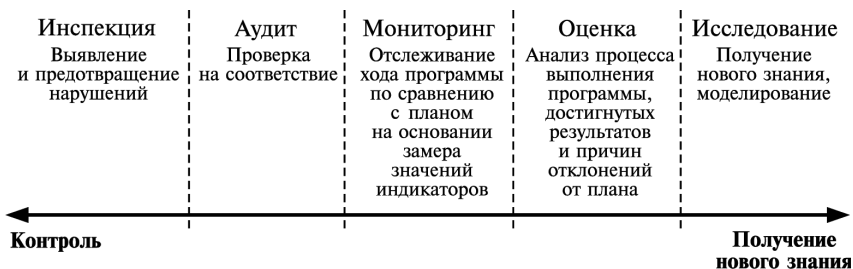 Инспекция
Выявление
и предотвращение
нарушений
Аудит
Проверка
на соответствие
Мониторинг
Отслеживание
хода программы
по сравнению
с планом
на основании
замера
значений
индикаторов
Оценка
Анализ процесса
выполнения
программы,
достигнутых
результатов
и причин
отклонений
от плана
Исследование
Получение
нового знания,
моделирование
Контроль
Получение
нового знания